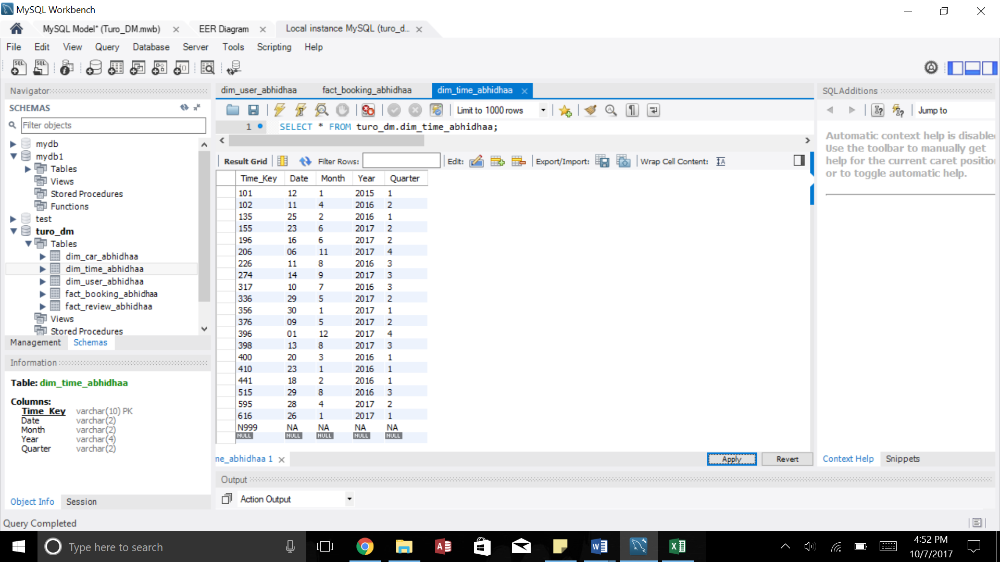 MySQL Workbench
MySQL Model* (Turo_DM.mwb)
EER Diagram
Local instance MySQL (turo_d...
File Edit View Query Database Server Tools Scripting Help
Navigator
SCHEMAS
Filter objects
mydb
mydb1
Tables
Views
Stored Procedures
Functions
test
turo_dm
Tables
dim_car_abhidhaa
dim_time_abhidhaa
dim_user_abhidhaa
fact_booking_abhidhaa
fact_review_abhidhaa
Views
Stored Procedures
Management Schemas
Information
Table: dim_time_abhidhaa
Columns:
Time_Key varchar(10) PK
Date varchar(2)
Month varchar(2)
Year varchar(4)
Quarter varchar(2)
Object Info Session
Query Completed
dim_user_abhidhaa fact_booking_abhidhaa dim_time_abhidhaa
Limit to 1000 rows
1 SELECT * FROM turo_dm.dim_time_abhidhaa;
Result Grid Filter Rows: Edit: Export/Import: Wrap Cell Content:
Time_Key Date Month Year Quarter
101 12 1 2015 1
102 11 4 2016 2
135 25 2 2016 1
155 23 6 2017 2
196 16 6 2017 2
206 06 11 2017 4
226 11 8 2016 3
274 14 9 2017 3
317 10 7 2016 3
336 29 5 2017 2
356 30 1 2017 1
376 09 5 2017 2
396 01 12 2017 4
398 13 8 2017 3
400 20 3 2016 1
410 23 1 2016 1
441 18 2 2016 1
515 29 8 2016 3
595 28 4 2017 2
616 26 1 2017 1
N999 NA NA NA NA
NULL NULL NULL NULL NULL
ne_abhidhaa 1
Apply Revert
Output
Action Output
SQLAdditions
Jump to
Automatic context help is disable
Use the toolbar to manually get
help for the current caret positio
or to toggle automatic help.
Context Help Snippets
Type here to search
4:52 PM
10/7/2017